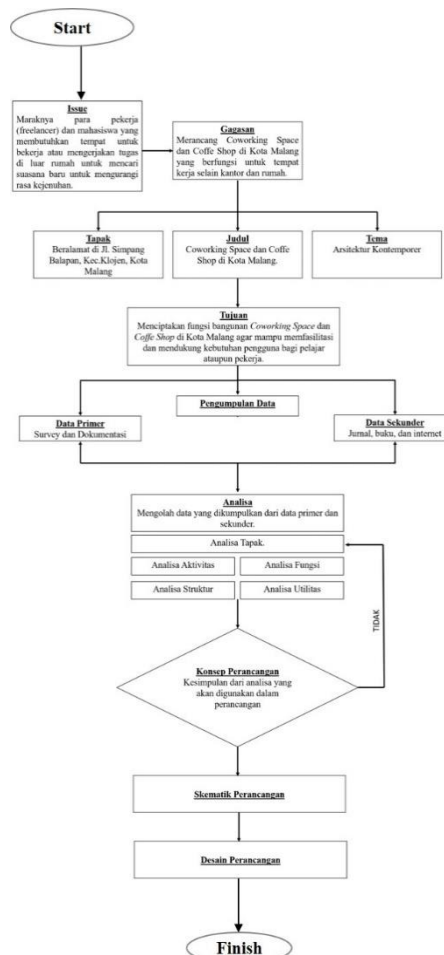 Start
Issue
Maraknya para pekerja
(freelancer) dan mahasiswa yang
membutuhkan tempat untuk
bekerja atau mengerjakan tugas
di luar rumah untuk mencari
suasana baru untuk mengurangi
rasa kejenuhan.
Gagasan
Merancang Coworking Space
dan Coffe Shop di Kota Malang
yang berfungsi untuk tempat
kerja selain kantor dan rumah.
Tapak
Beralamat di Jl. Simpang
Balapan, Kec.Klojen, Kota
Malang
Judul
Coworking Space dan Coffe
Shop di Kota Malang.
Tema
Arsitektur Kontemporer
Tujuan
Menciptakan fungsi bangunan Coworking Space dan
Coffe Shop di Kota Malang agar mampu memfasilitasi
dan mendukung kebutuhan pengguna bagi pelajar
ataupun pekerja.
Pengumpulan Data
Data Primer
Survey dan Dokumentasi
Data Sekunder
Jurnal, buku, dan internet
Analisa
Mengolah data yang dikumpulkan dari data primer dan
sekunder.
Analisa Tapak.
Analisa Aktivitas
Analisa Fungsi
Analisa Struktur
Analisa Utilitas
TIDAK
Konsep Perancangan
Kesimpulan dari analisa yang
akan digunakan dalam
perancangan
Skematik Perancangan
Desain Perancangan
Finish